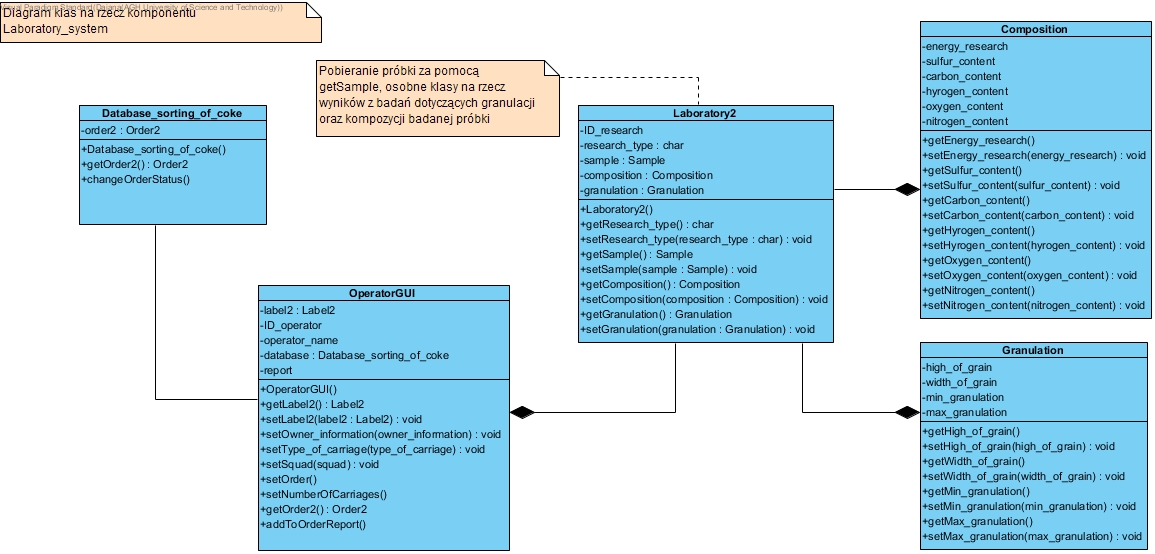 Visual Paradigm Standard(Dajana(AGH University of Science and Technology))
Diagram klas na rzecz komponentu
Laboratory_system
Pobieranie próbki za pomocą
getSample, osobne klasy na rzecz
wyników z badań dotyczących granulacji
oraz kompozycji badanej próbki
Database_sorting_of_coke
-order2 : Order2
+Database_sorting_of_coke()
+getOrder2() : Order2
+changeOrderStatus()
OperatorGUI
-label2 : Label2
-ID_operator
-operator_name
-database : Database_sorting_of_coke
-report
+OperatorGUI()
+getLabel2() : Label2
+setLabel2(label2 : Label2) : void
+setOwner_information(owner_information) : void
+setType_of_carriage(type_of_carriage) : void
+setSquad(squad) : void
+setOrder()
+setNumberOfCarriages()
+getOrder2() : Order2
+addToOrderReport()
Laboratory2
-ID_research
-research_type : char
-sample : Sample
-composition : Composition
-granulation : Granulation
+Laboratory2()
+getResearch_type() : char
+setResearch_type(research_type : char) : void
+getSample() : Sample
+setSample(sample : Sample) : void
+getComposition() : Composition
+setComposition(composition : Composition) : void
+getGranulation() : Granulation
+setGranulation(granulation : Granulation) : void
Composition
-energy_research
-sulfur_content
-carbon_content
-hyrogen_content
-oxygen_content
-nitrogen_content
+getEnergy_research()
+setEnergy_research(energy_research) : void
+getSulfur_content()
+setSulfur_content(sulfur_content) : void
+getCarbon_content()
+setCarbon_content(carbon_content) : void
+getHyrogen_content()
+setHyrogen_content(hyrogen_content) : void
+getOxygen_content()
+setOxygen_content(oxygen_content) : void
+getNitrogen_content()
+setNitrogen_content(nitrogen_content) : void
Granulation
-high_of_grain
-width_of_grain
-min_granulation
-max_granulation
+getHigh_of_grain()
+setHigh_of_grain(high_of_grain) : void
+getWidth_of_grain()
+setWidth_of_grain(width_of_grain) : void
+getMin_granulation()
+setMin_granulation(min_granulation) : void
+getMax_granulation()
+setMax_granulation(max_granulation) : void